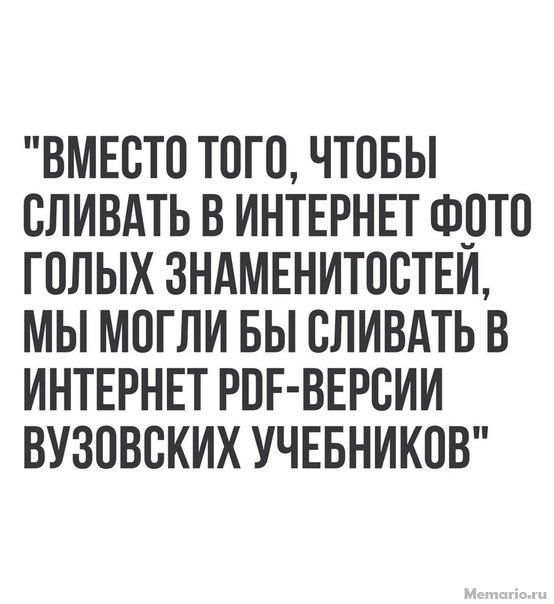 "ВМЕСТО ТОГО, ЧТОБЫ
СЛИВАТЬ В ИНТЕРНЕТ ФОТО
ГОЛЫХ ЗНАМЕНИТОСТЕЙ,
МЫ МОГЛИ БЫ СЛИВАТЬ В
ИНТЕРНЕТ PDF-ВЕРСИИ
ВУЗОВСКИХ УЧЕБНИКОВ"
Memario.ru